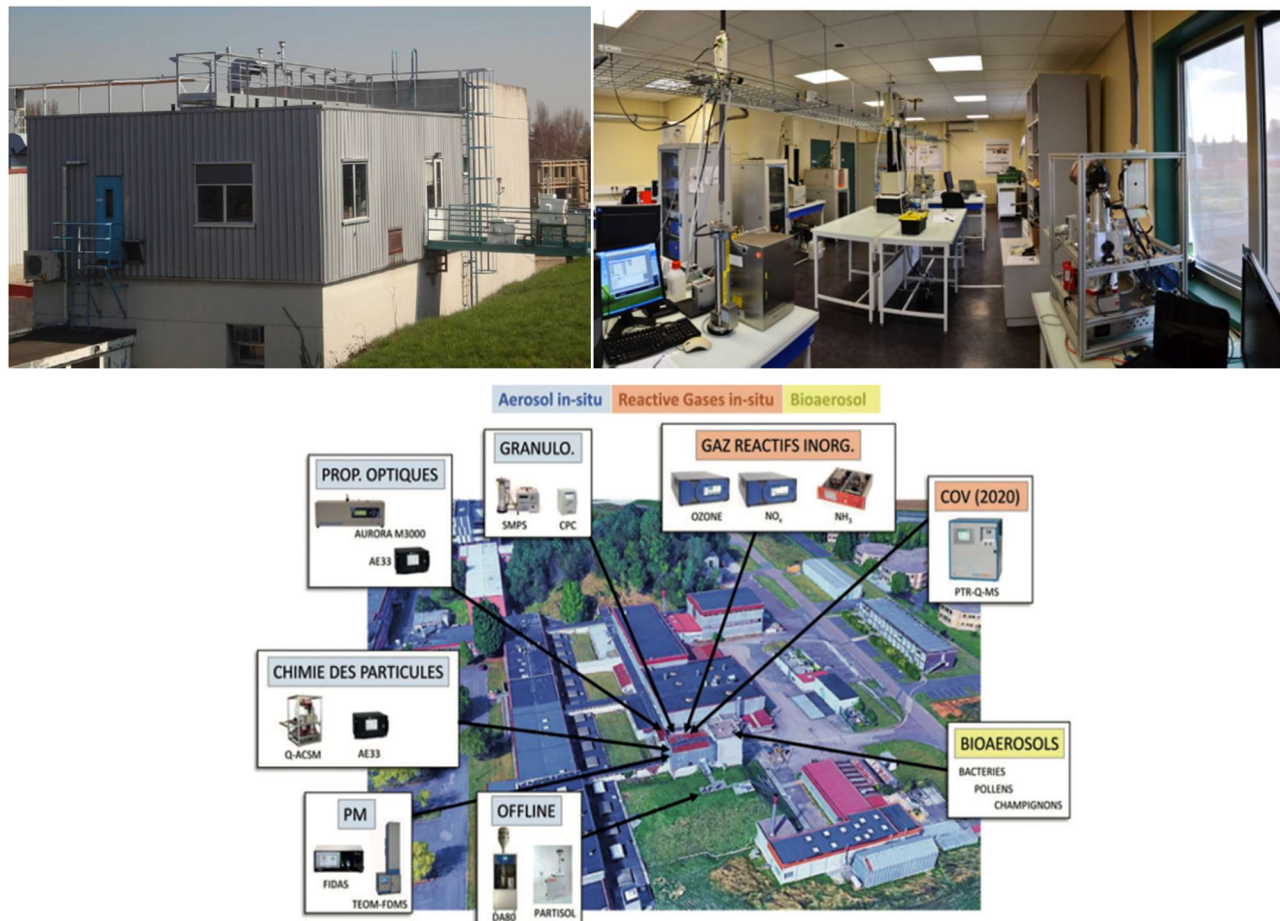 Aerosol in-situ Reactive Gases in-situ Bioaerosol
GRANULO.
SMPS CPC
GAZ REACTIFS INORG.
OZONE NOx NH3
PROP. OPTIQUES
AURORA M3000
AE33
COV (2020)
PTR-Q-MS
CHIMIE DES PARTICULES
Q-ACSM AE33
BIOAEROSOLS
BACTERIES
POLLENS
CHAMPIGNONS
PM
FIDAS
TEOM-FDMS
OFFLINE
DA80 PARTISOL